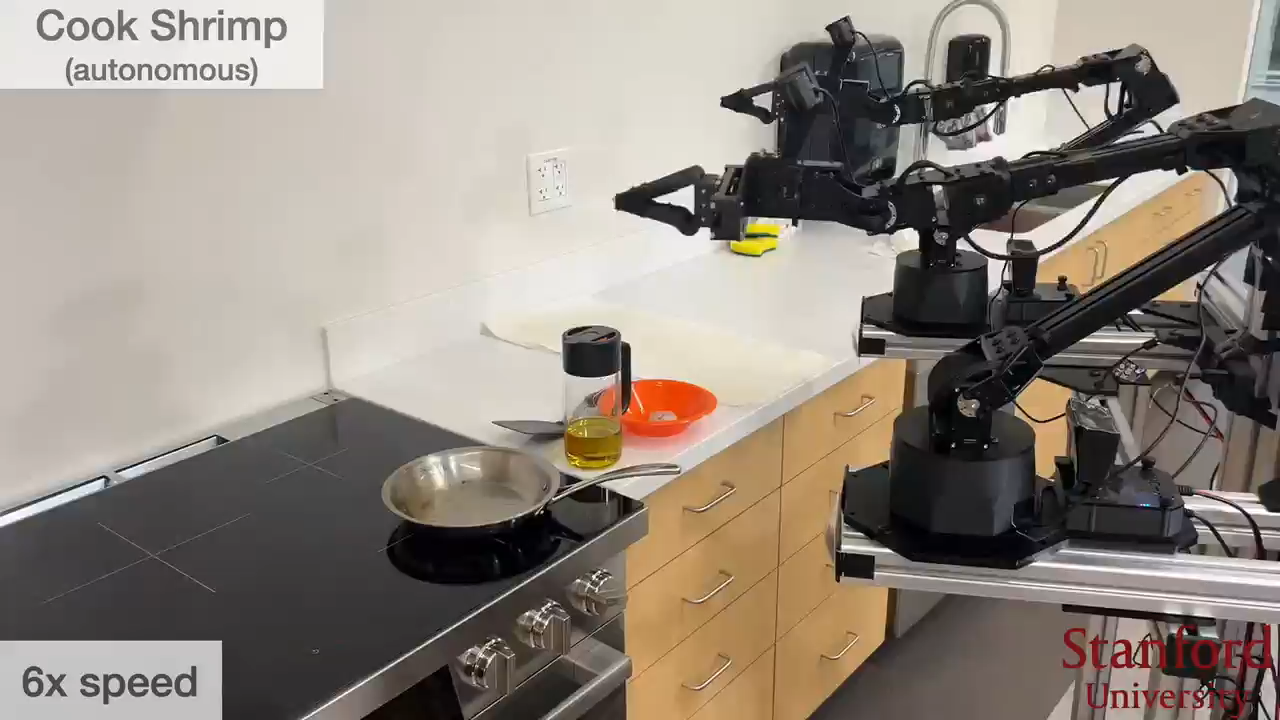 Cook Shrimp
(autonomous)
6x speed
Stanford
University